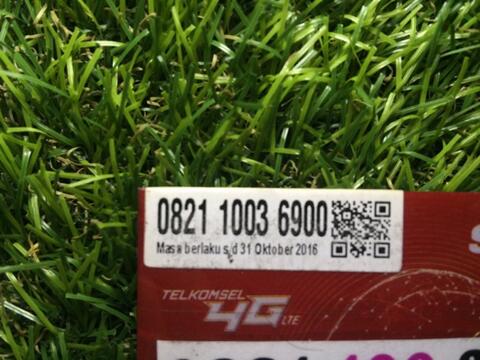 0821 1003 6900
Masa berlaku s/d 31 Oktober 2016
TELKOMSEL
4G LTE